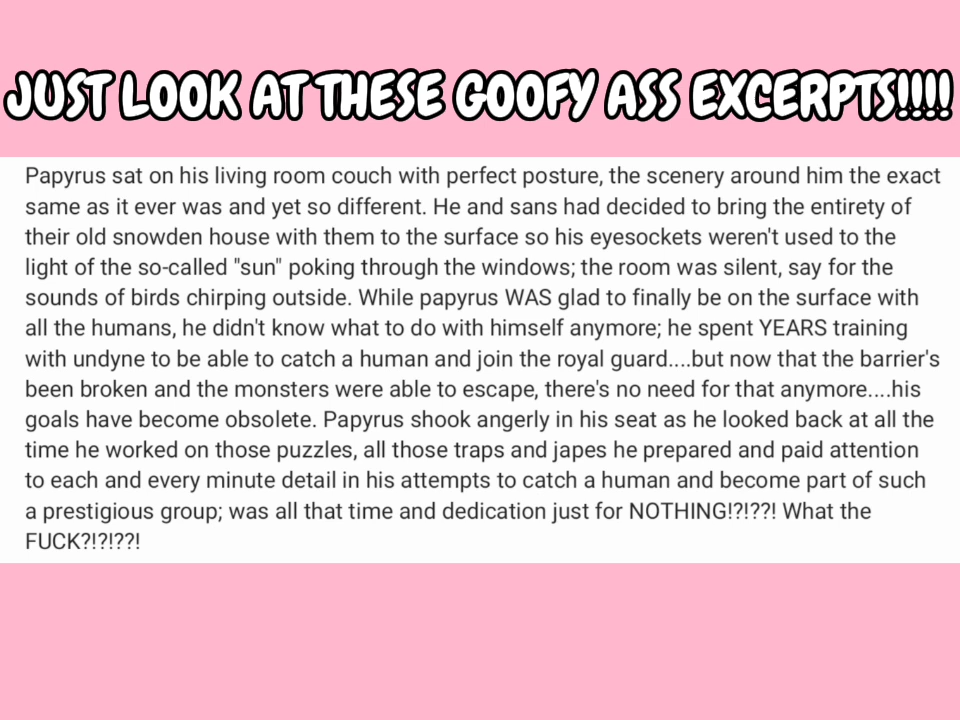 JUST LOOK AT THESE GOOFY ASS EXCERPTS!!!!
Papyrus sat on his living room couch with perfect posture, the scenery around him the exact
same as it ever was and yet so different. He and sans had decided to bring the entirety of
their old snowden house with them to the surface so his eyesockets weren't used to the
light of the so-called "sun" poking through the windows; the room was silent, say for the
sounds of birds chirping outside. While papyrus WAS glad to finally be on the surface with
all the humans, he didn't know what to do with himself anymore; he spent YEARS training
with undyne to be able to catch a human and join the royal guard....but now that the barrier's
been broken and the monsters were able to escape, there's no need for that anymore....his
goals have become obsolete. Papyrus shook angerly in his seat as he looked back at all the
time he worked on those puzzles, all those traps and japes he prepared and paid attention
to each and every minute detail in his attempts to catch a human and become part of such
a prestigious group; was all that time and dedication just for NOTHING!?!??! What the
FUCK?!?!??!